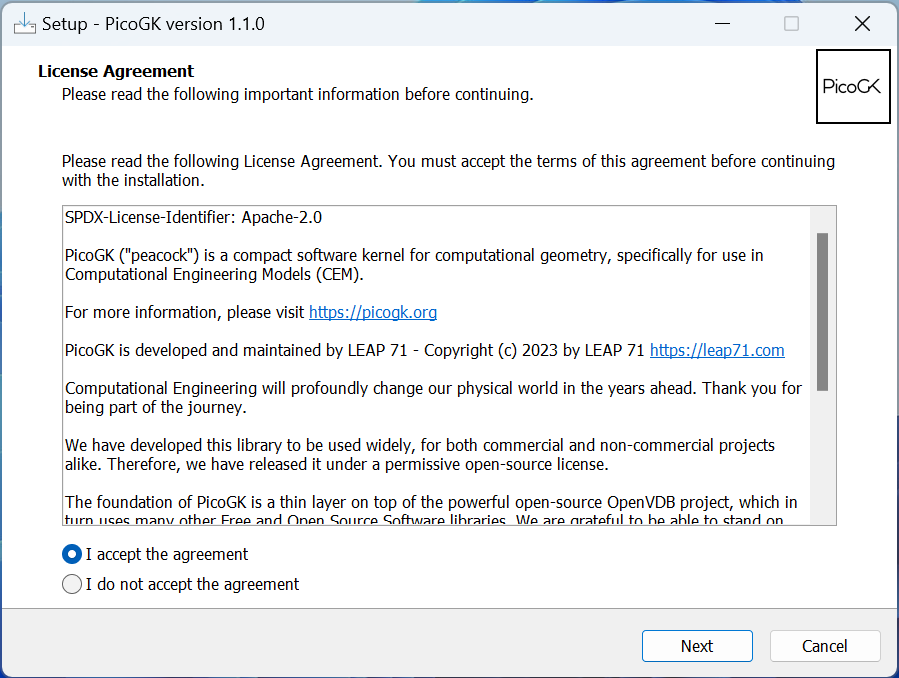 Setup - PicoGK version 1.1.0
License Agreement
Please read the following important information before continuing.
PicoGK
Please read the following License Agreement. You must accept the terms of this agreement before continuing
with the installation.
SPDX-License-Identifier: Apache-2.0
PicoGK ("peacock") is a compact software kernel for computational geometry, specifically for use in
Computational Engineering Models (CEM).
For more information, please visit https://picogk.org
PicoGK is developed and maintained by LEAP 71 - Copyright (c) 2023 by LEAP 71 https://leap71.com
Computational Engineering will profoundly change our physical world in the years ahead. Thank you for
being part of the journey.
We have developed this library to be used widely, for both commercial and non-commercial projects
alike. Therefore, we have released it under a permissive open-source license.
The foundation of PicoGK is a thin layer on top of the powerful open-source OpenVDB project, which in
turn uses many other Free and Open Source Software libraries. We are grateful to be able to stand on
I accept the agreement
I do not accept the agreement
Next
Cancel